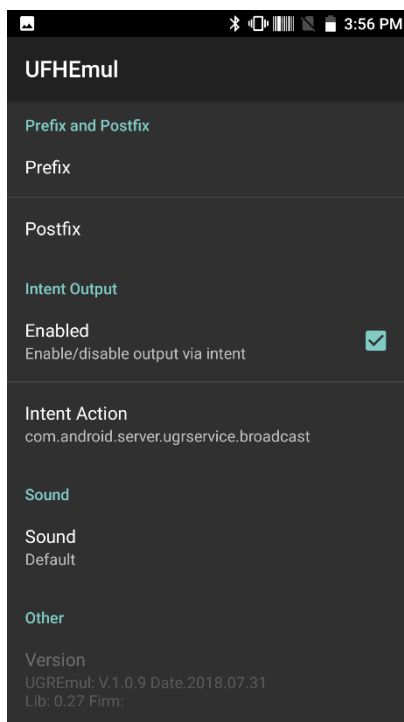 3:56 PM
UFHEmul
Prefix and Postfix
Prefix
Postfix
Intent Output
Enabled
Enable/disable output via intent
Intent Action
com.android.server.ugrservice.broadcast
Sound
Sound
Default
Other
Version
UGREmul: V.1.0.9 Date.2018.07.31
Lib: 0.27 Firm: